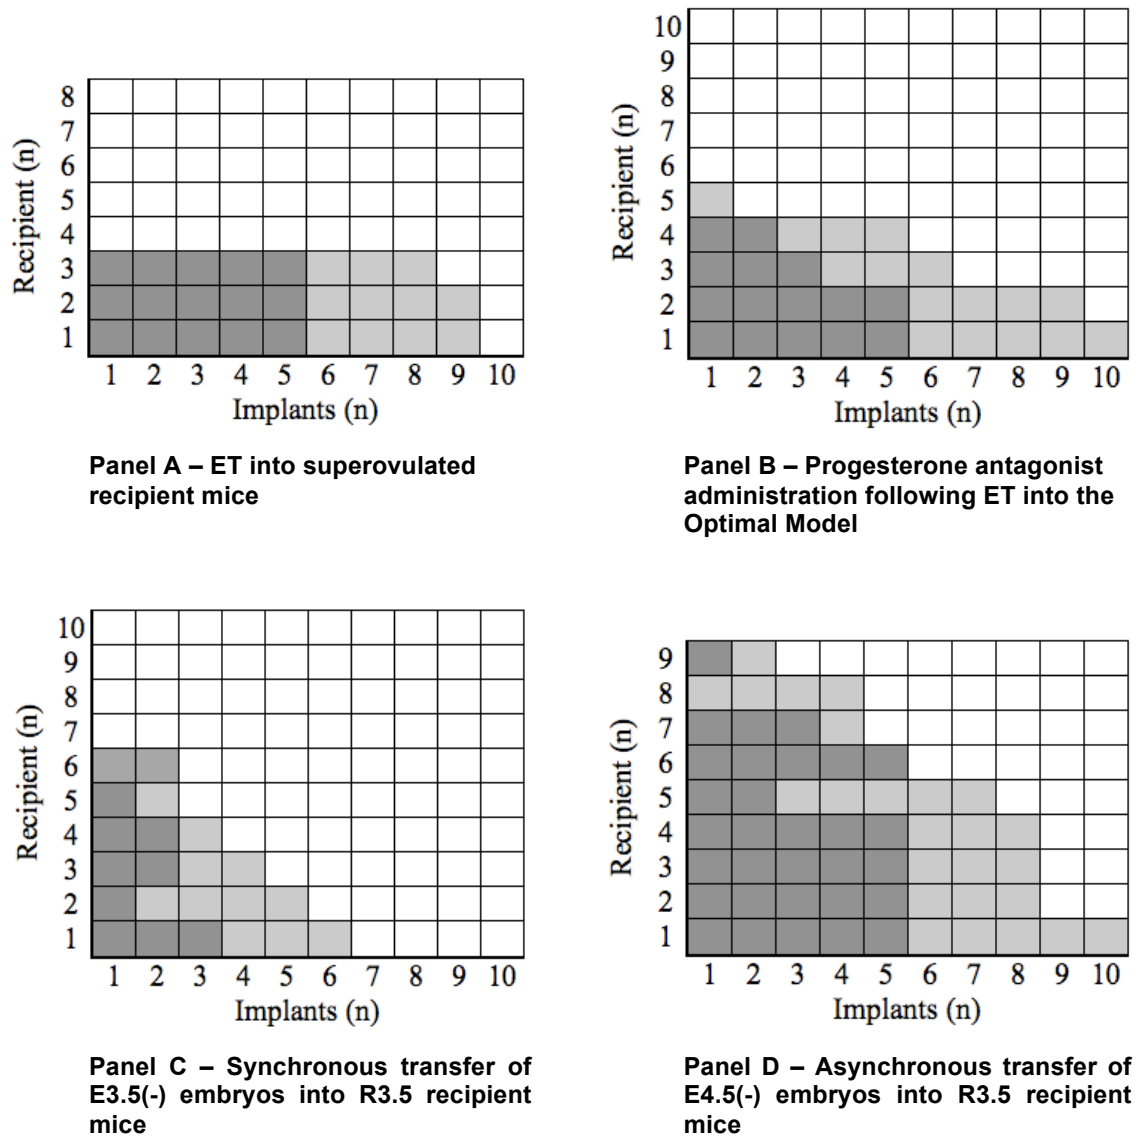 8
7
6
5
4
3
2
1
Recipient (n)
1 2 3 4 5 6 7 8 9 10
Implants (n)
Panel A – ET into superovulated
recipient mice
10
9
8
7
6
5
4
3
2
1
Recipient (n)
1 2 3 4 5 6 7 8 9 10
Implants (n)
Panel B – Progesterone antagonist
administration following ET into the
Optimal Model
10
9
8
7
6
5
4
3
2
1
Recipient (n)
1 2 3 4 5 6 7 8 9 10
Implants (n)
Panel C – Synchronous transfer of
E3.5(-) embryos into R3.5 recipient
mice
9
8
7
6
5
4
3
2
1
Recipient (n)
1 2 3 4 5 6 7 8 9 10
Implants (n)
Panel D – Asynchronous transfer of
E4.5(-) embryos into R3.5 recipient
mice